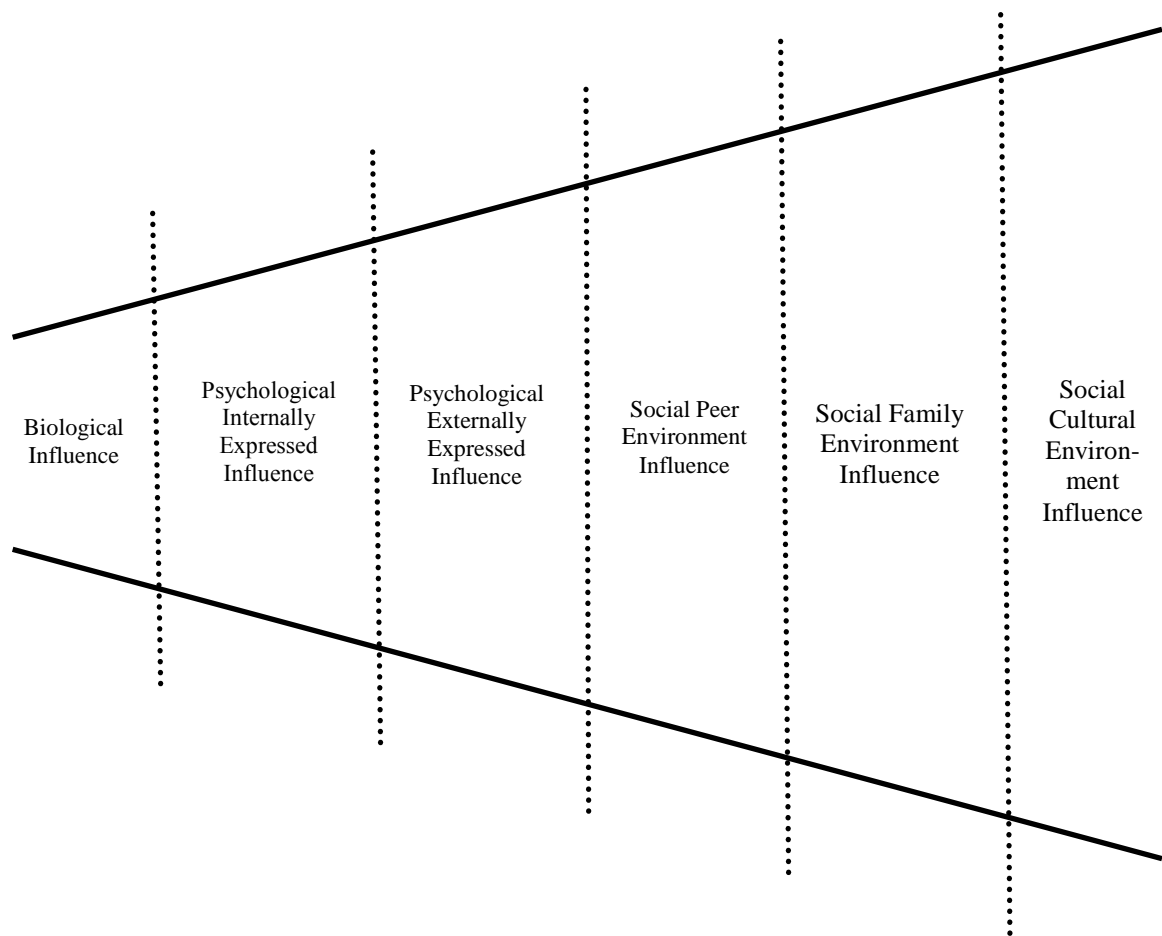 Biological
Influence
Psychological
Internally
Expressed
Influence
Psychological
Externally
Expressed
Influence
Social Peer
Environment
Influence
Social Family
Environment
Influence
Social
Cultural
Environ-
ment
Influence